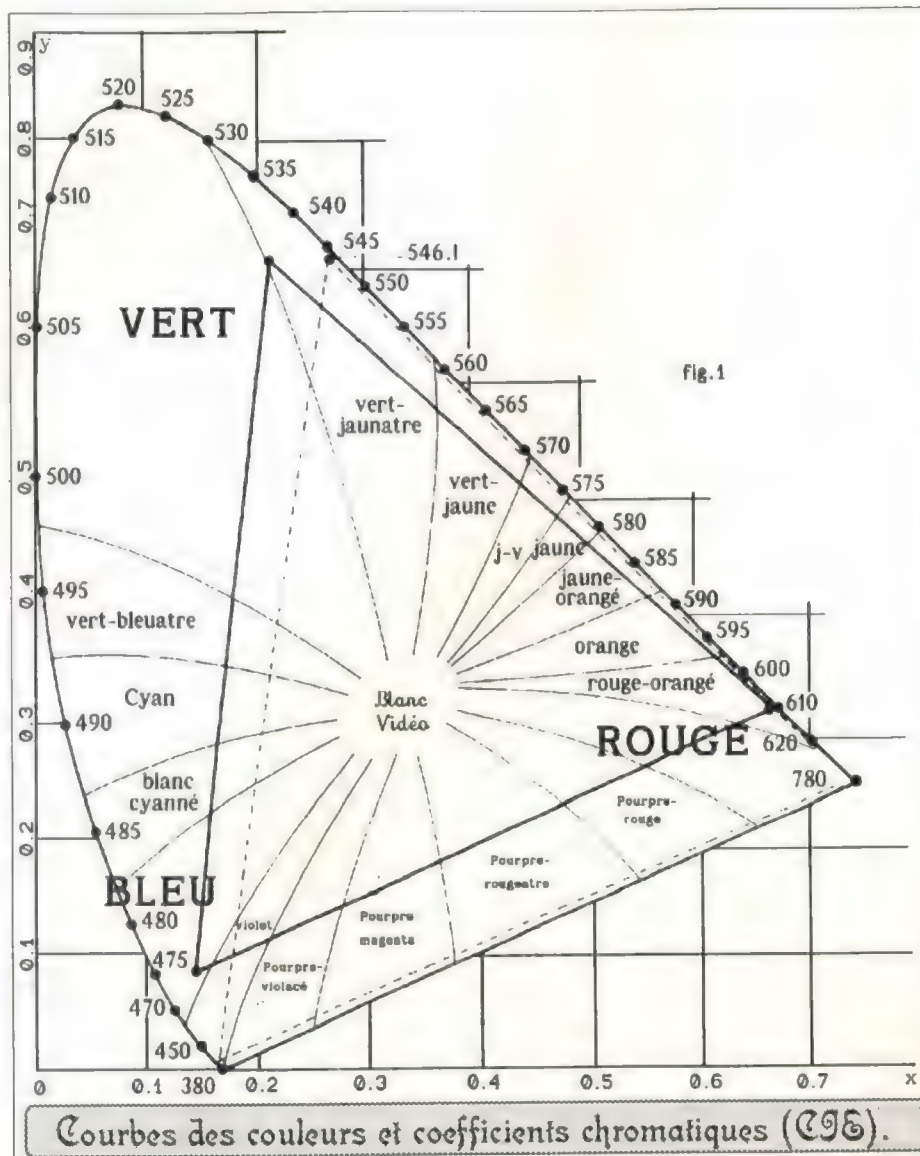 0.9 y
520
525
515
530
0.8
535
510
0.7
540
545
546.1
550
VERT
505
0.6
555
560
fig.1
vert-
jaunatre
565
570
500
0.5
vert-
jaune
575
580
j-v jaune
585
jaune-
orangé
495
0.4
590
vert-bleuatre
595
orange
600
rouge-orangé
Cyan
Blanc
Vidéo
610
490
0.3
ROUGE
620
blanc
cyanné
780
Pourpre-
rouge
485
0.2
Pourpre-
rougeatre
BLEU
480
violet
Pourpre
magenta
0.1
475
Pourpre-
violacé
470
450
0 0.1 380 0.2 0.3 0.4 0.5 0.6 0.7 x
Courbes des couleurs et coefficients chromatiques (CIE).